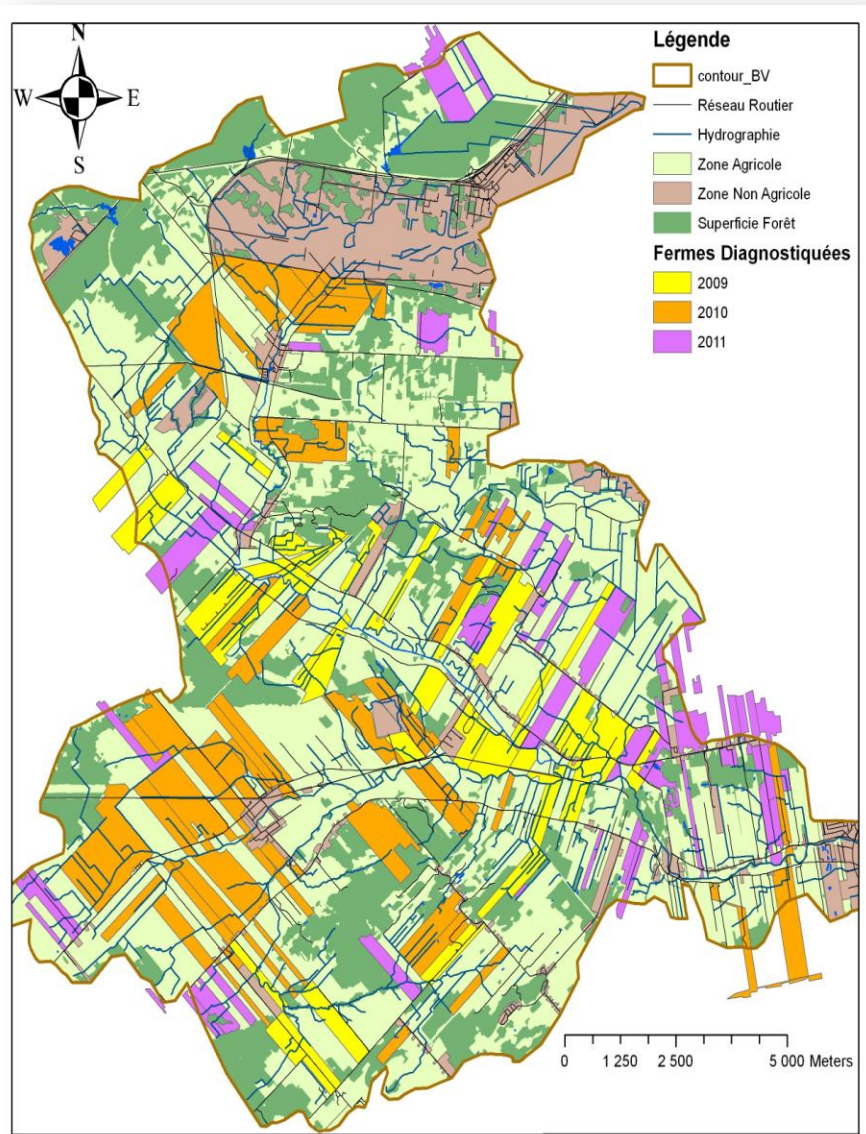 N
W
E
S
Légende
contour_BV
Réseau Routier
Hydrographie
Zone Agricole
Zone Non Agricole
Superficie Forêt
Fermes Diagnostiquées
2009
2010
2011
0 1 250 2 500 5 000 Meters